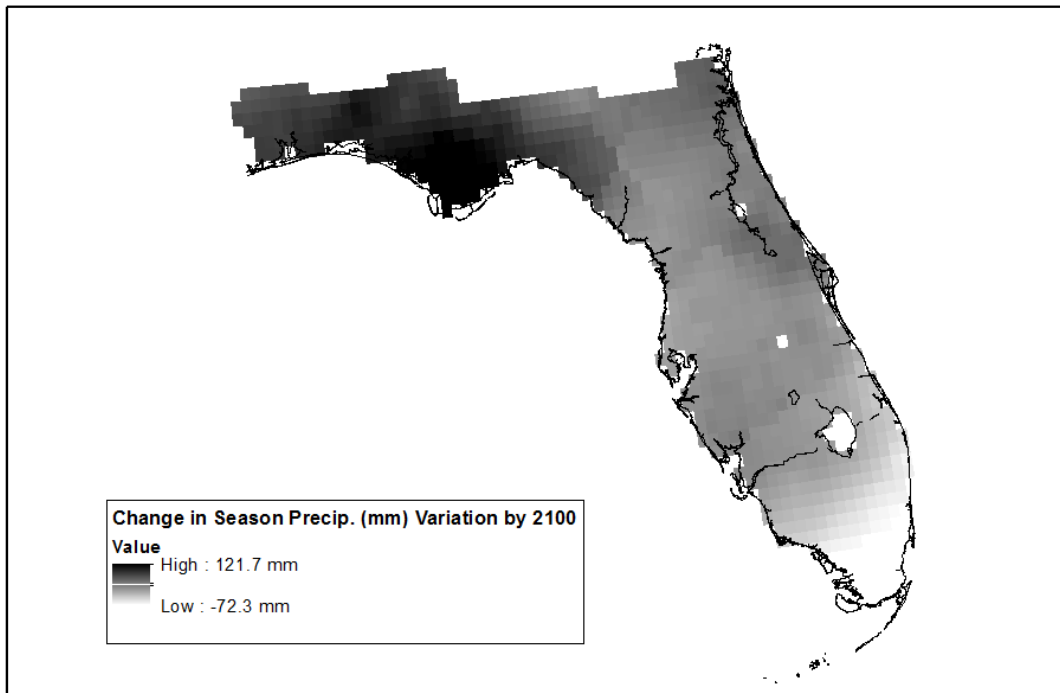 Change in Season Precip. (mm) Variation by 2100
Value
High : 121.7 mm
Low : -72.3 mm